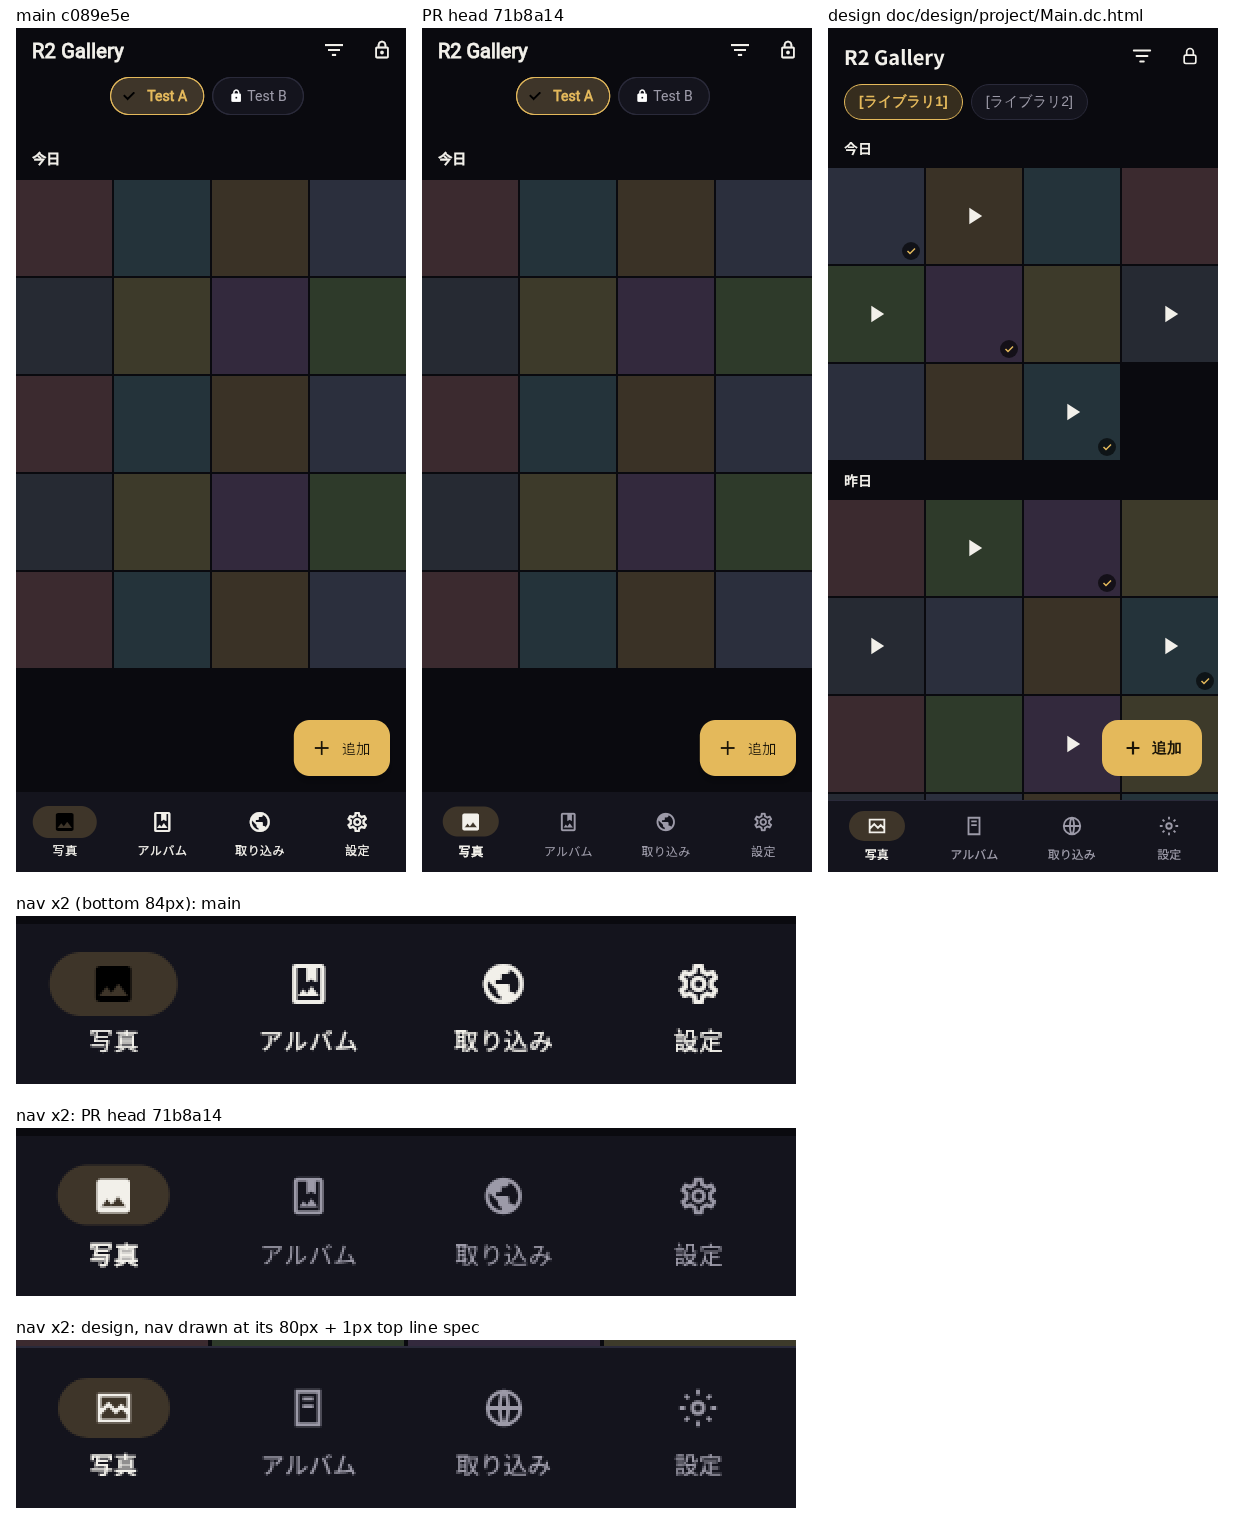 main c089e5e
R2 Gallery
Test A
Test B
今日
追加
写真
アルバム
取り込み
設定
PR head 71b8a14
R2 Gallery
Test A
Test B
今日
追加
写真
アルバム
取り込み
設定
design doc/design/project/Main.dc.html
R2 Gallery
[ライブラリ1]
[ライブラリ2]
今日
昨日
追加
写真
アルバム
取り込み
設定
nav x2 (bottom 84px): main
写真
アルバム
取り込み
設定
nav x2: PR head 71b8a14
写真
アルバム
取り込み
設定
nav x2: design, nav drawn at its 80px + 1px top line spec
写真
アルバム
取り込み
設定